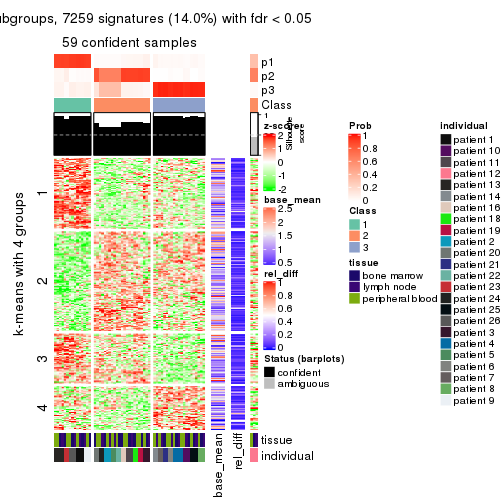 ubgroups, 7259 signatures (14.0%) with fdr < 0.05
59 confident samples
p1
p2
p3
Class
1
Silhouette
score
k-means with 4 groups
1
2
3
4
tissue
individual
base_mean
rel_diff
z-score
2
1
0
-1
-2
base_mean
2.5
1.5
0.5
rel_diff
1
0.8
0.6
0.4
0.2
0
Status (barplots)
confident
ambiguous
Prob
1
0.8
0.6
0.4
0.2
0
Class
1
2
3
tissue
bone marrow
lymph node
peripheral blood
individual
patient 1
patient 10
patient 11
patient 12
patient 13
patient 14
patient 16
patient 18
patient 19
patient 2
patient 20
patient 21
patient 22
patient 23
patient 24
patient 25
patient 26
patient 3
patient 4
patient 5
patient 6
patient 7
patient 8
patient 9